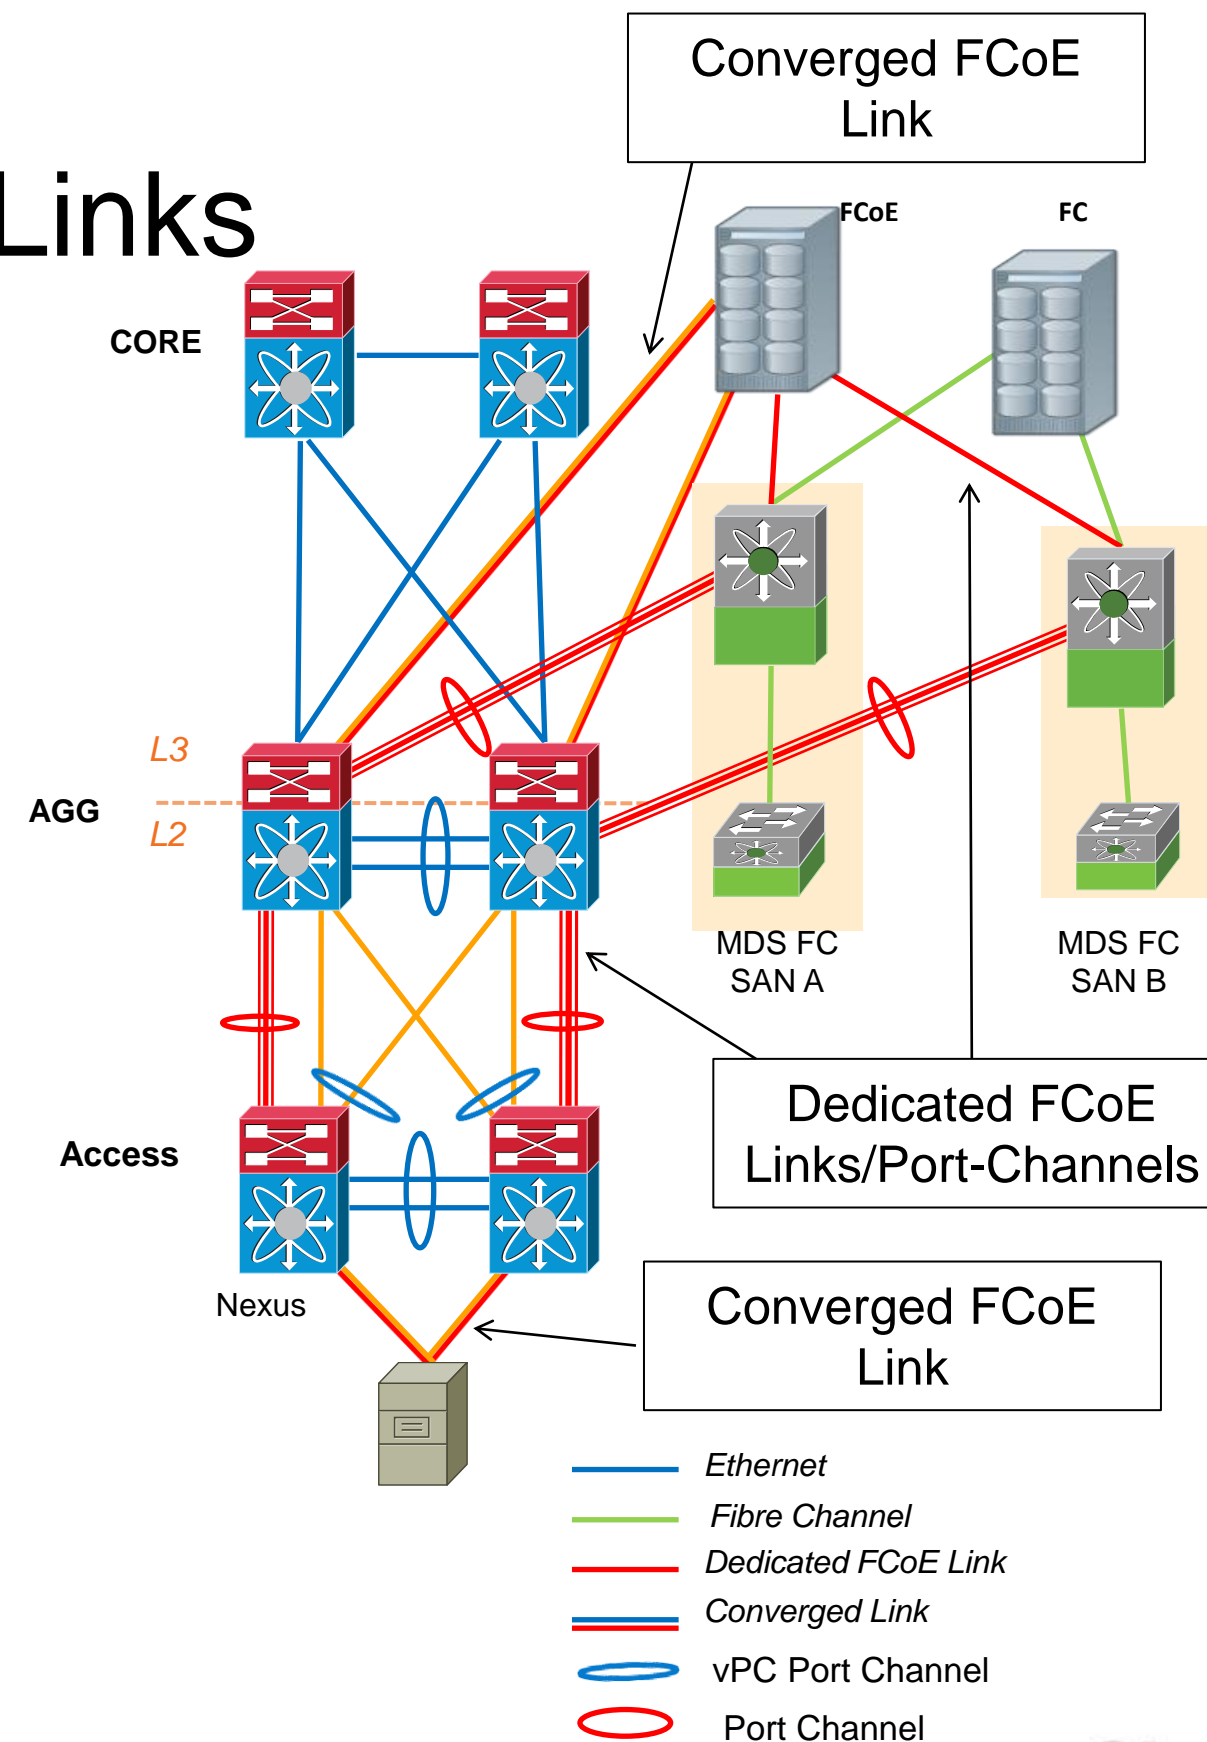 Converged FCoE
Link
Links
FCoE
FC
CORE
L3
AGG
L2
MDS FC
SAN A
MDS FC
SAN B
Dedicated FCoE
Links/Port-Channels
Access
Nexus
Converged FCoE
Link
Ethernet
Fibre Channel
Dedicated FCoE Link
Converged Link
vPC Port Channel
Port Channel